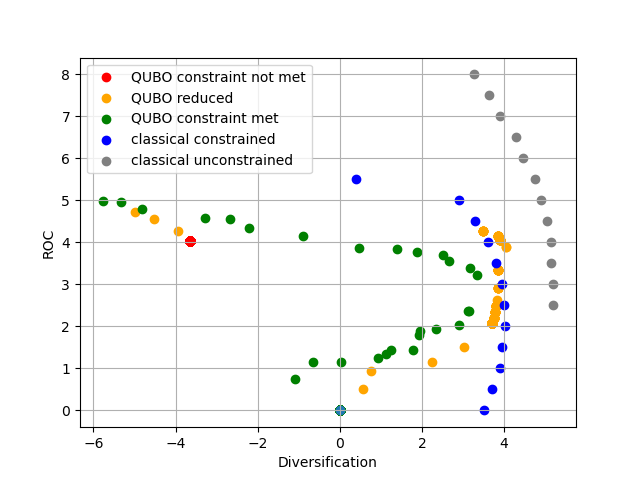 QUBO constraint not met
QUBO reduced
QUBO constraint met
classical constrained
classical unconstrained
8
7
6
5
4
3
2
1
0
ROC
−6 −4 −2 0 2 4
Diversification